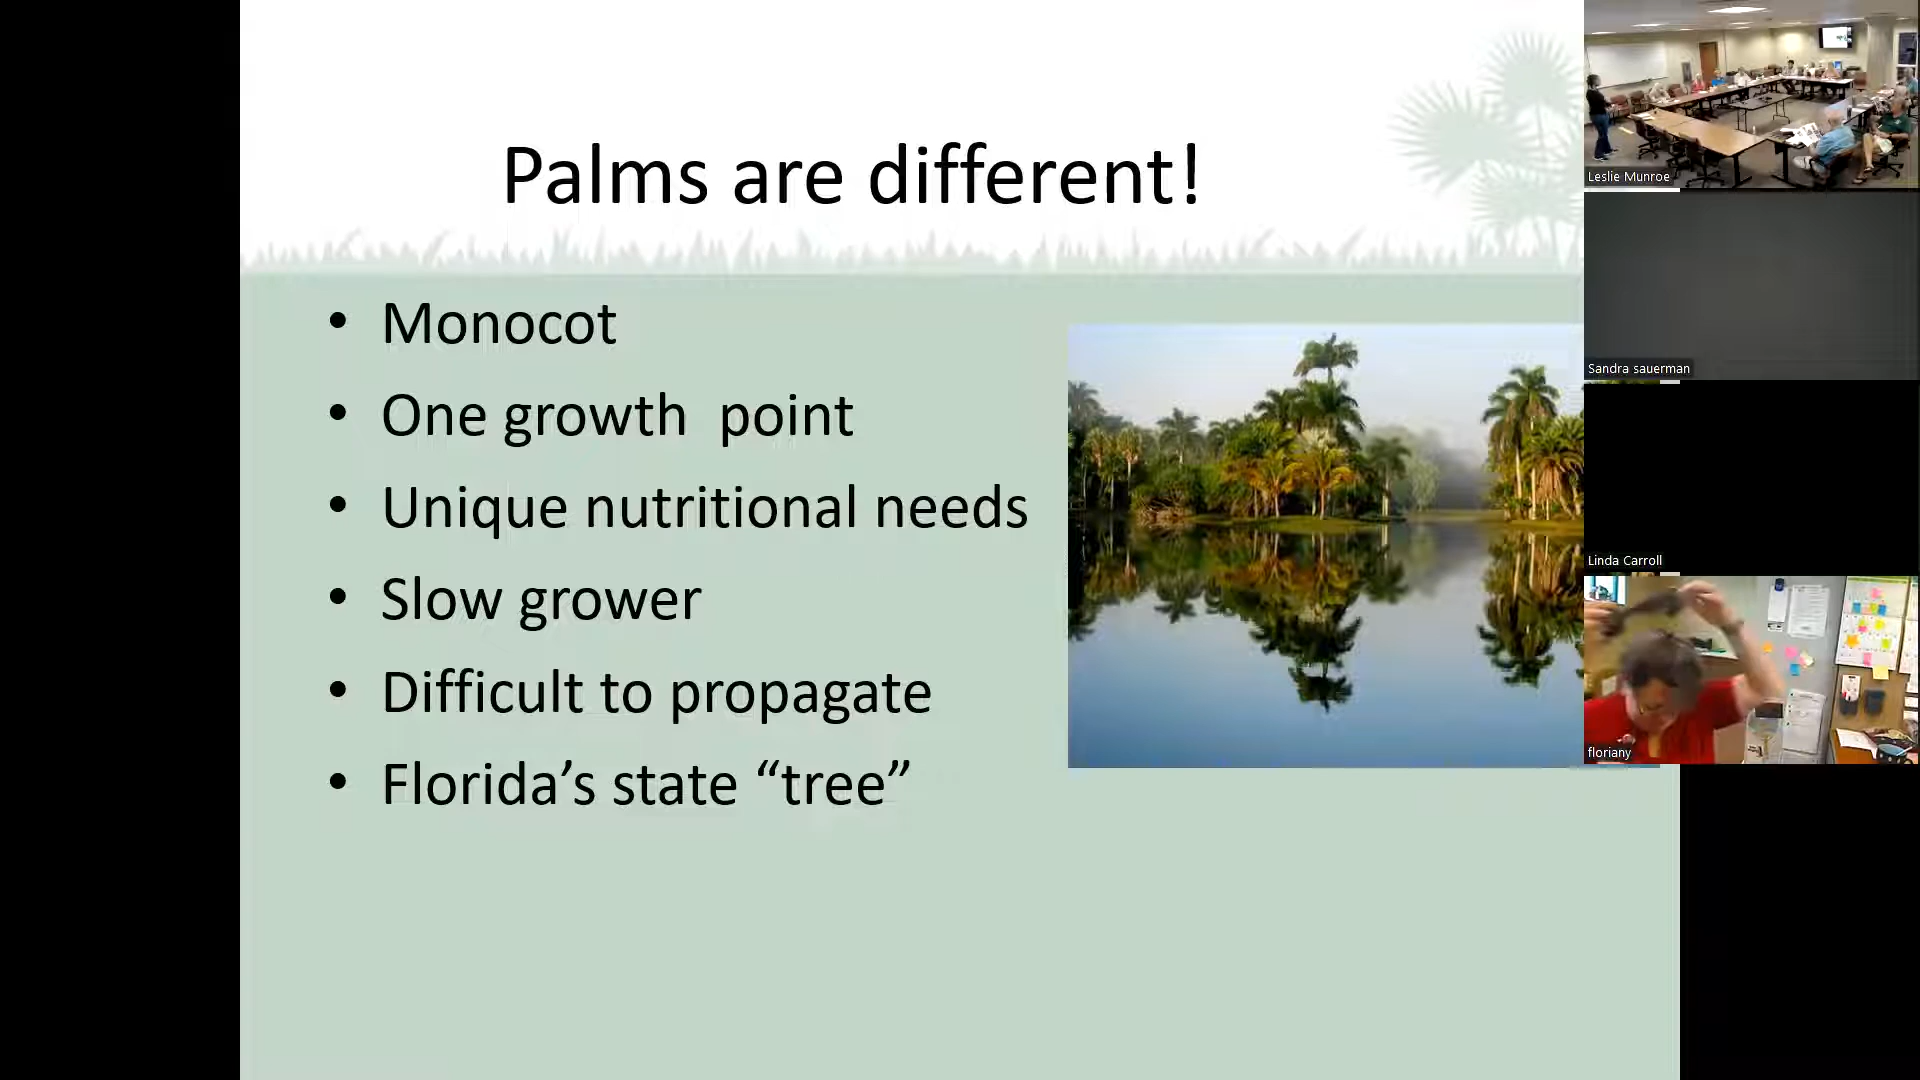 Palms are different!
• Monocot
• One growth  point
• Unique nutritional needs
• Slow grower
• Difficult to propagate
• Florida’s state “tree”
Leslie Munroe
Sandra sauerman
Linda Carroll
floriany